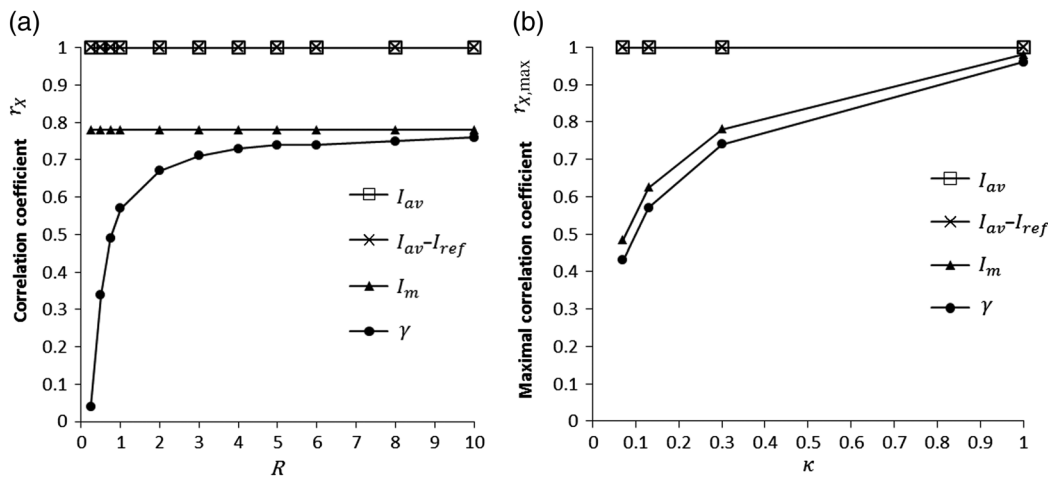 (a)
Correlation coefficient r_X
1
0.9
0.8
0.7
0.6
0.5
0.4
0.3
0.2
0.1
0
0 1 2 3 4 5 6 7 8 9 10
R
I_av
I_av–I_ref
I_m
γ
(b)
Maximal correlation coefficient r_X,max
1
0.9
0.8
0.7
0.6
0.5
0.4
0.3
0.2
0.1
0
0 0.1 0.2 0.3 0.4 0.5 0.6 0.7 0.8 0.9 1
κ
I_av
I_av–I_ref
I_m
γ